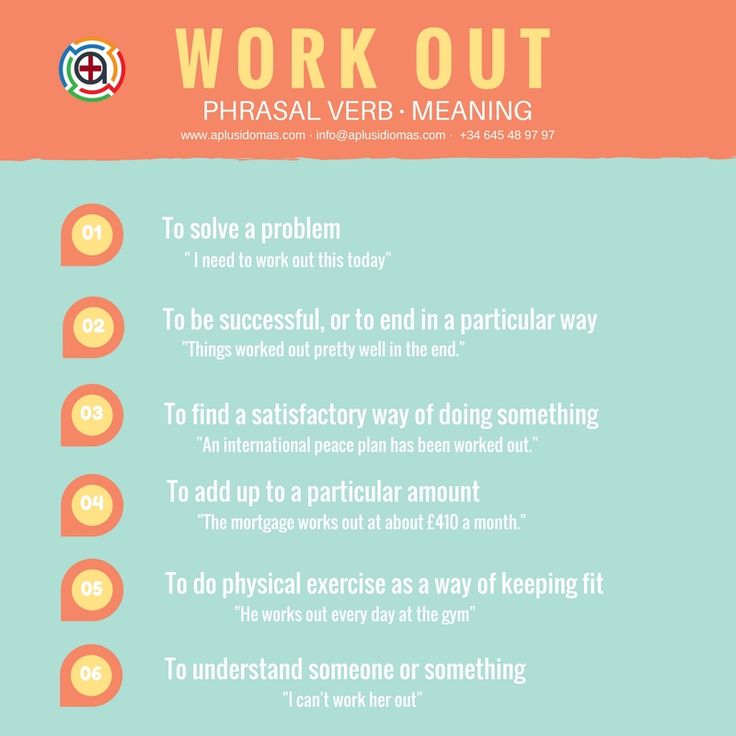 WORK OUT
PHRASAL VERB · MEANING
www.aplusidomas.com · info@aplusidiomas.com · +34 645 48 97 97
01
To solve a problem
" I need to work out this today"
02
To be successful, or to end in a particular way
"Things worked out pretty well in the end."
03
To find a satisfactory way of doing something
"An international peace plan has been worked out."
04
To add up to a particular amount
"The mortgage works out at about £410 a month."
05
To do physical exercise as a way of keeping fit
"He works out every day at the gym"
06
To understand someone or something
"I can't work her out"